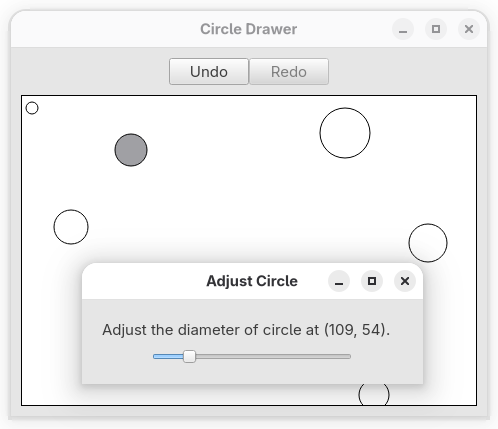 Circle Drawer
Undo Redo
Adjust Circle
Adjust the diameter of circle at (109, 54).